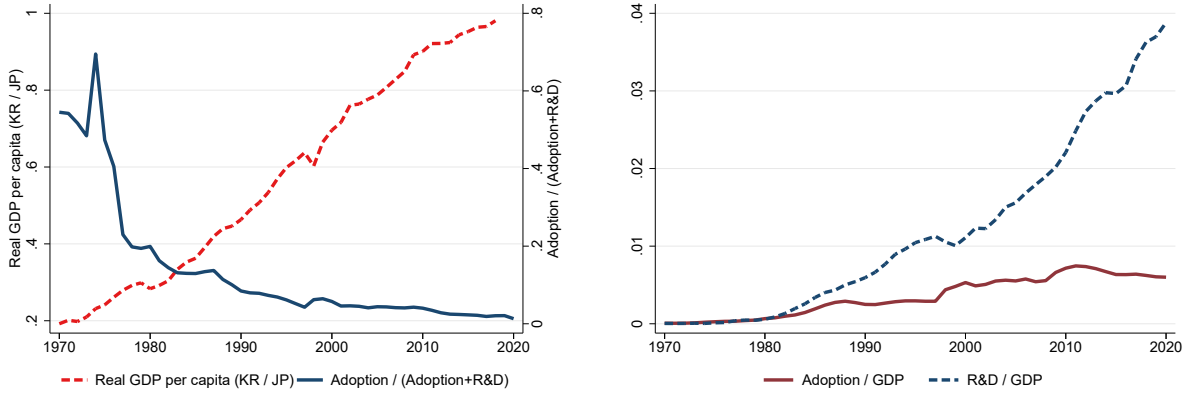 Real GDP per capita (KR / JP)
1
.8
.6
.4
.2
.8
.6
.4
.2
0
Adoption / (Adoption+R&D)
1970 1980 1990 2000 2010 2020
Real GDP per capita (KR / JP) Adoption / (Adoption+R&D)
.04
.03
.02
.01
0
1970 1980 1990 2000 2010 2020
Adoption / GDP R&D / GDP